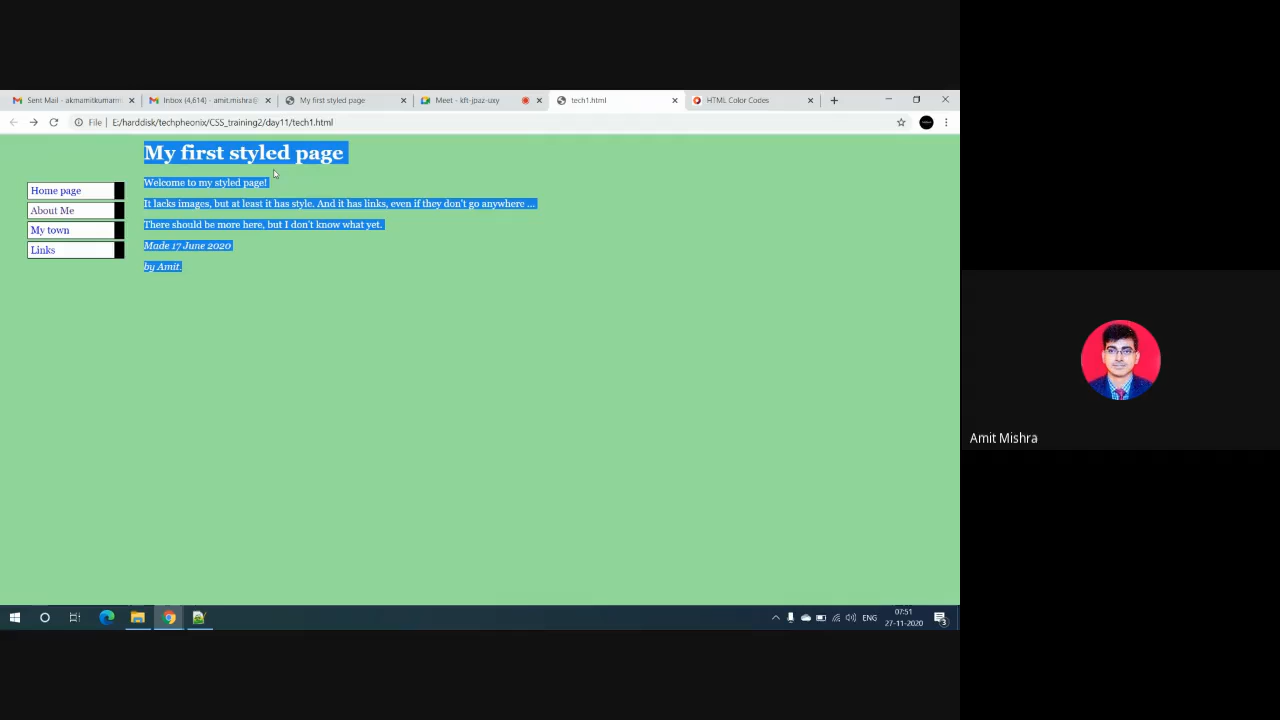 Sent Mail - akmamitkumarm
Inbox (4,614) - amit.mishra@
My first styled page
Meet - kft-jpaz-uxy
tech1.html
HTML Color Codes
File
E:/harddisk/techpheonix/CSS_training2/day11/tech1.html
My first styled page
Welcome to my styled page!
It lacks images, but at least it has style. And it has links, even if they don't go anywhere ...
There should be more here, but I don't know what yet.
Made 17 June 2020
by Amit.
Home page
About Me
My town
Links
Amit Mishra
ENG
07:51
27-11-2020
3